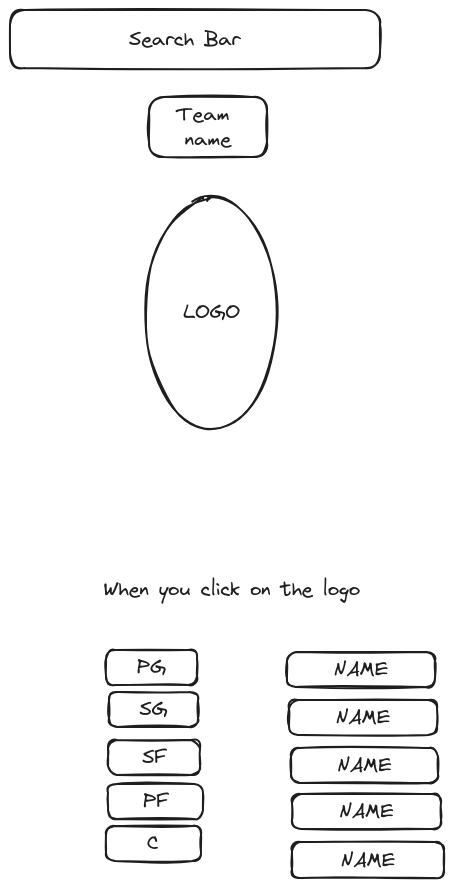 Search Bar
Team
name
LOGO
When you click on the logo
PG NAME
SG NAME
SF NAME
PF NAME
C NAME